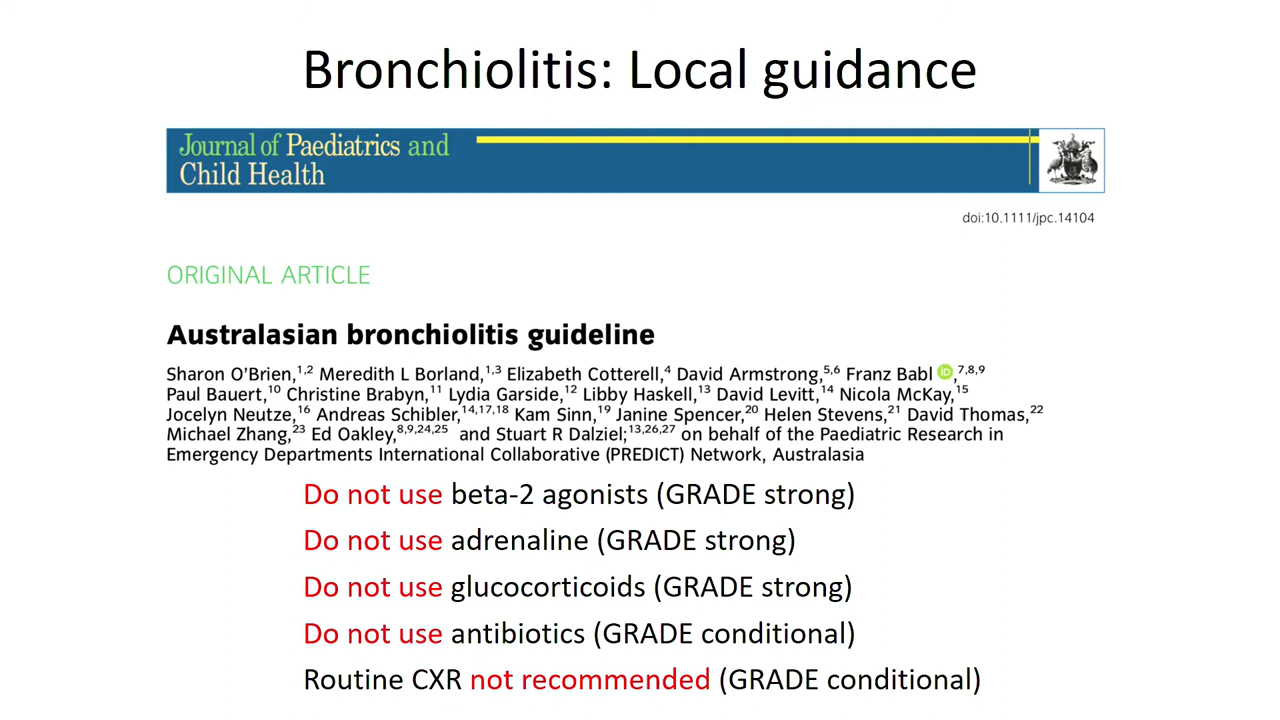 Bronchiolitis: Local guidance
Journal of Paediatrics and
Child Health
doi:10.1111/jpc.14104
ORIGINAL ARTICLE
Australasian bronchiolitis guideline
Sharon O'Brien,1,2 Meredith L Borland,1,3 Elizabeth Cotterell,4 David Armstrong,5,6 Franz Babl iD,7,8,9
Paul Bauert,10 Christine Brabyn,11 Lydia Garside,12 Libby Haskell,13 David Levitt,14 Nicola McKay,15
Jocelyn Neutze,16 Andreas Schibler,14,17,18 Kam Sinn,19 Janine Spencer,20 Helen Stevens,21 David Thomas,22
Michael Zhang,23 Ed Oakley,8,9,24,25 and Stuart R Dalziel;13,26,27 on behalf of the Paediatric Research in
Emergency Departments International Collaborative (PREDICT) Network, Australasia
Do not use beta-2 agonists (GRADE strong)
Do not use adrenaline (GRADE strong)
Do not use glucocorticoids (GRADE strong)
Do not use antibiotics (GRADE conditional)
Routine CXR not recommended (GRADE conditional)